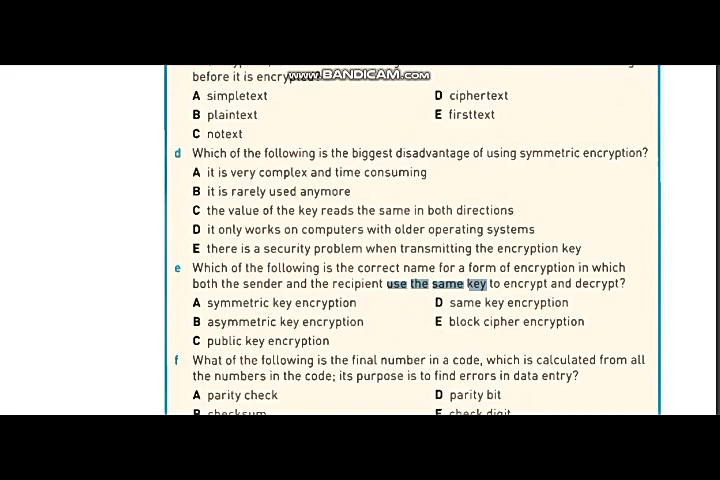 before it is encrypted?
www.BANDICAM.com
A simpletext
D ciphertext
B plaintext
E firsttext
C notext
d Which of the following is the biggest disadvantage of using symmetric encryption?
A it is very complex and time consuming
B it is rarely used anymore
C the value of the key reads the same in both directions
D it only works on computers with older operating systems
E there is a security problem when transmitting the encryption key
e Which of the following is the correct name for a form of encryption in which
both the sender and the recipient use the same key to encrypt and decrypt?
A symmetric key encryption
D same key encryption
B asymmetric key encryption
E block cipher encryption
C public key encryption
f What of the following is the final number in a code, which is calculated from all
the numbers in the code; its purpose is to find errors in data entry?
A parity check
D parity bit
B checksum
E check digit